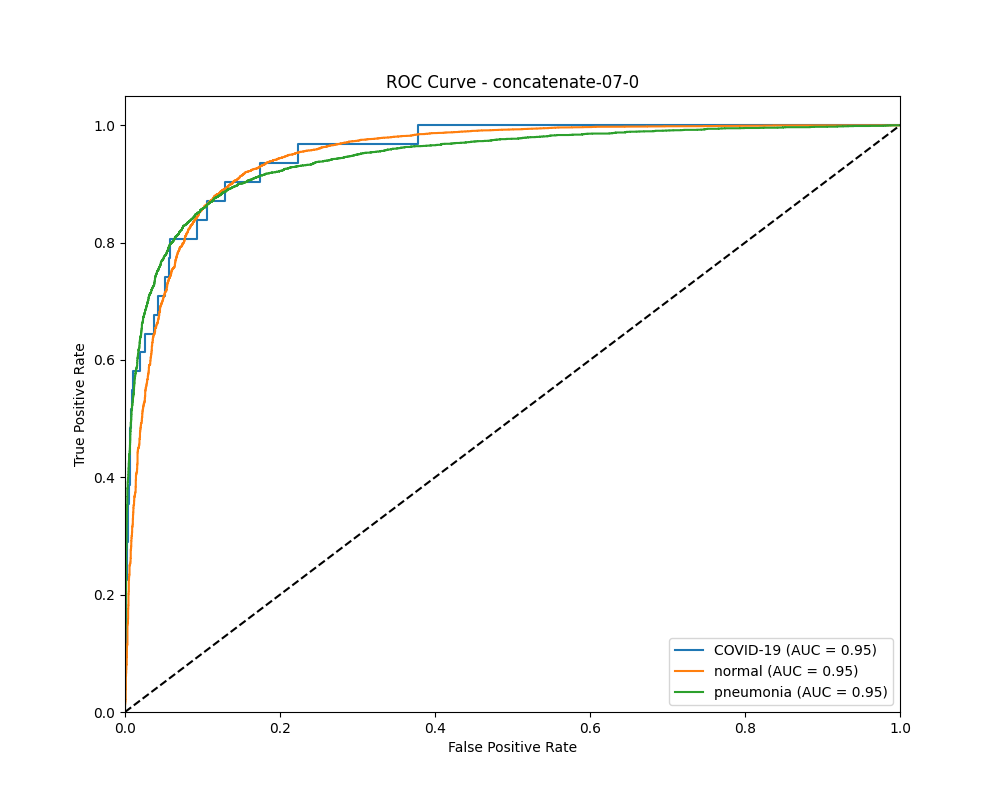 ROC Curve - concatenate-07-0
True Positive Rate
1.0
0.8
0.6
0.4
0.2
0.0
0.0 0.2 0.4 0.6 0.8 1.0
False Positive Rate
COVID-19 (AUC = 0.95)
normal (AUC = 0.95)
pneumonia (AUC = 0.95)